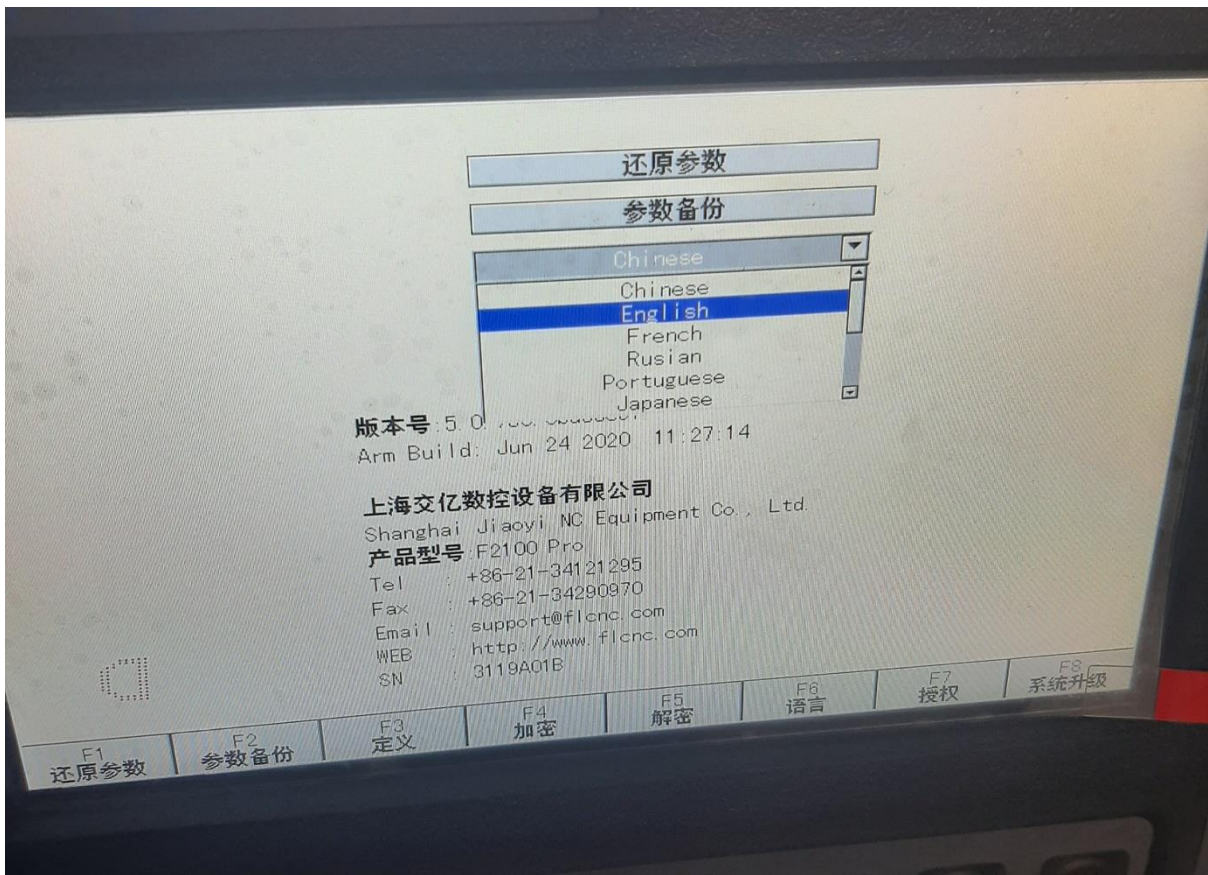 还原参数
参数备份
Chinese
Chinese
English
French
Rusian
Portuguese
Japanese
版本号:5.0
Arm Build: Jun 24 2020 11:27:14
上海交亿数控设备有限公司
Shanghai Jiaoyi NC Equipment Co., Ltd.
产品型号:F2100 Pro
Tel : +86-21-34121295
Fax : +86-21-34290970
Email : support@flcnc.com
WEB : http://www.flcnc.com
SN : 3119A01B
F1 F2 F3 F4 F5 F6 F7 F8
还原参数 参数备份 定义 加密 解密 语言 授权 系统升级